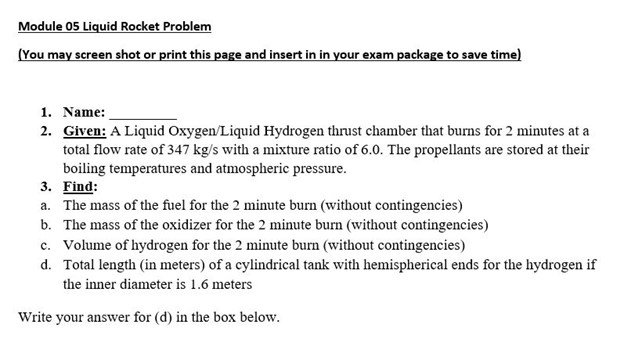 Module 05 Liquid Rocket Problem
(You may screen shot or print this page and insert in in your exam package to save time)
1. Name: __________
2. Given: A Liquid Oxygen/Liquid Hydrogen thrust chamber that burns for 2 minutes at a
total flow rate of 347 kg/s with a mixture ratio of 6.0. The propellants are stored at their
boiling temperatures and atmospheric pressure.
3. Find:
a. The mass of the fuel for the 2 minute burn (without contingencies)
b. The mass of the oxidizer for the 2 minute burn (without contingencies)
c. Volume of hydrogen for the 2 minute burn (without contingencies)
d. Total length (in meters) of a cylindrical tank with hemispherical ends for the hydrogen if
the inner diameter is 1.6 meters
Write your answer for (d) in the box below.